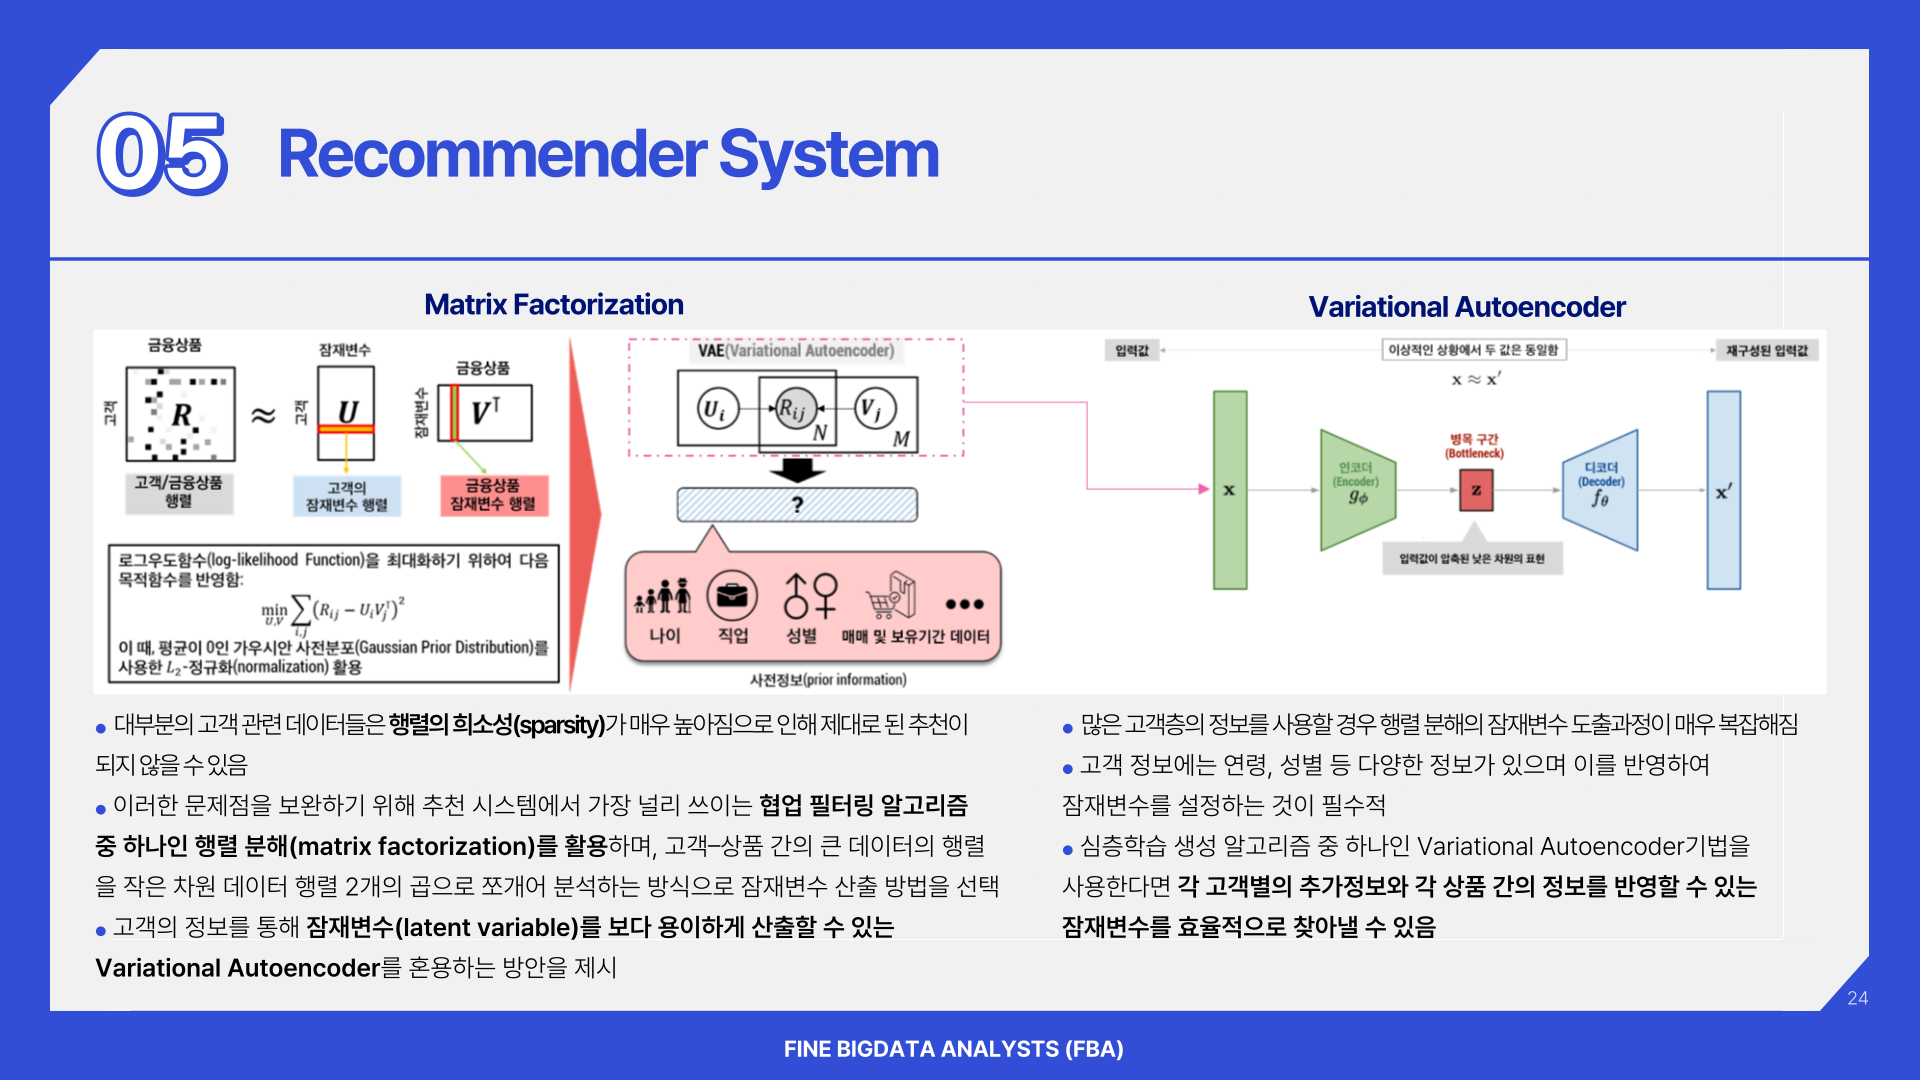 05 Recommender System
Matrix Factorization
금융상품
잠재변수
금융상품
고객
R
≈
고객
U
잠재변수
V⊤
고객/금융상품
행렬
고객의
잠재변수 행렬
금융상품
잠재변수 행렬
로그우도함수(log-likelihood Function)을 최대화하기 위하여 다음
목적함수를 반영함:
min U,V ∑ i,j (Rij − UiVj⊤)²
이 때, 평균이 0인 가우시안 사전분포(Gaussian Prior Distribution)를
사용한 L2-정규화(normalization) 활용
VAE(Variational Autoencoder)
Ui
Rij
Vj
N
M
?
나이
직업
성별
매매 및 보유기간 데이터
사전정보(prior information)
Variational Autoencoder
입력값
이상적인 상황에서 두 값은 동일함
재구성된 입력값
x ≈ x′
x
인코더
(Encoder)
gϕ
병목 구간
(Bottleneck)
z
디코더
(Decoder)
fθ
x′
입력값이 압축된 낮은 차원의 표현
• 대부분의 고객 관련 데이터들은 행렬의 희소성(sparsity)가 매우 높아짐으로 인해 제대로 된 추천이
되지 않을 수 있음
• 이러한 문제점을 보완하기 위해 추천 시스템에서 가장 널리 쓰이는 협업 필터링 알고리즘
중 하나인 행렬 분해(matrix factorization)를 활용하며, 고객–상품 간의 큰 데이터의 행렬
을 작은 차원 데이터 행렬 2개의 곱으로 쪼개어 분석하는 방식으로 잠재변수 산출 방법을 선택
• 고객의 정보를 통해 잠재변수(latent variable)를 보다 용이하게 산출할 수 있는
Variational Autoencoder를 혼용하는 방안을 제시
• 많은 고객층의 정보를 사용할 경우 행렬 분해의 잠재변수 도출과정이 매우 복잡해짐
• 고객 정보에는 연령, 성별 등 다양한 정보가 있으며 이를 반영하여
잠재변수를 설정하는 것이 필수적
• 심층학습 생성 알고리즘 중 하나인 Variational Autoencoder기법을
사용한다면 각 고객별의 추가정보와 각 상품 간의 정보를 반영할 수 있는
잠재변수를 효율적으로 찾아낼 수 있음
24
FINE BIGDATA ANALYSTS (FBA)